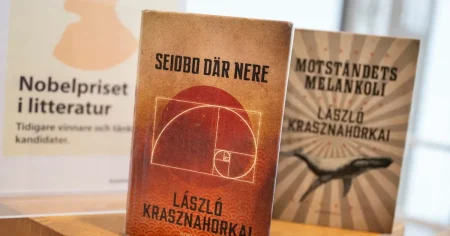 Nobelpriset
i litteratur
Tidigare vinnare och tänk
kandidater.
SEIOBO DÄR NERE
LÁSZLÓ
KRASZNAHORKAI
MOTSTÅNDETS
MELANKOLI
LÁSZLÓ
KRASZNAHORKAI